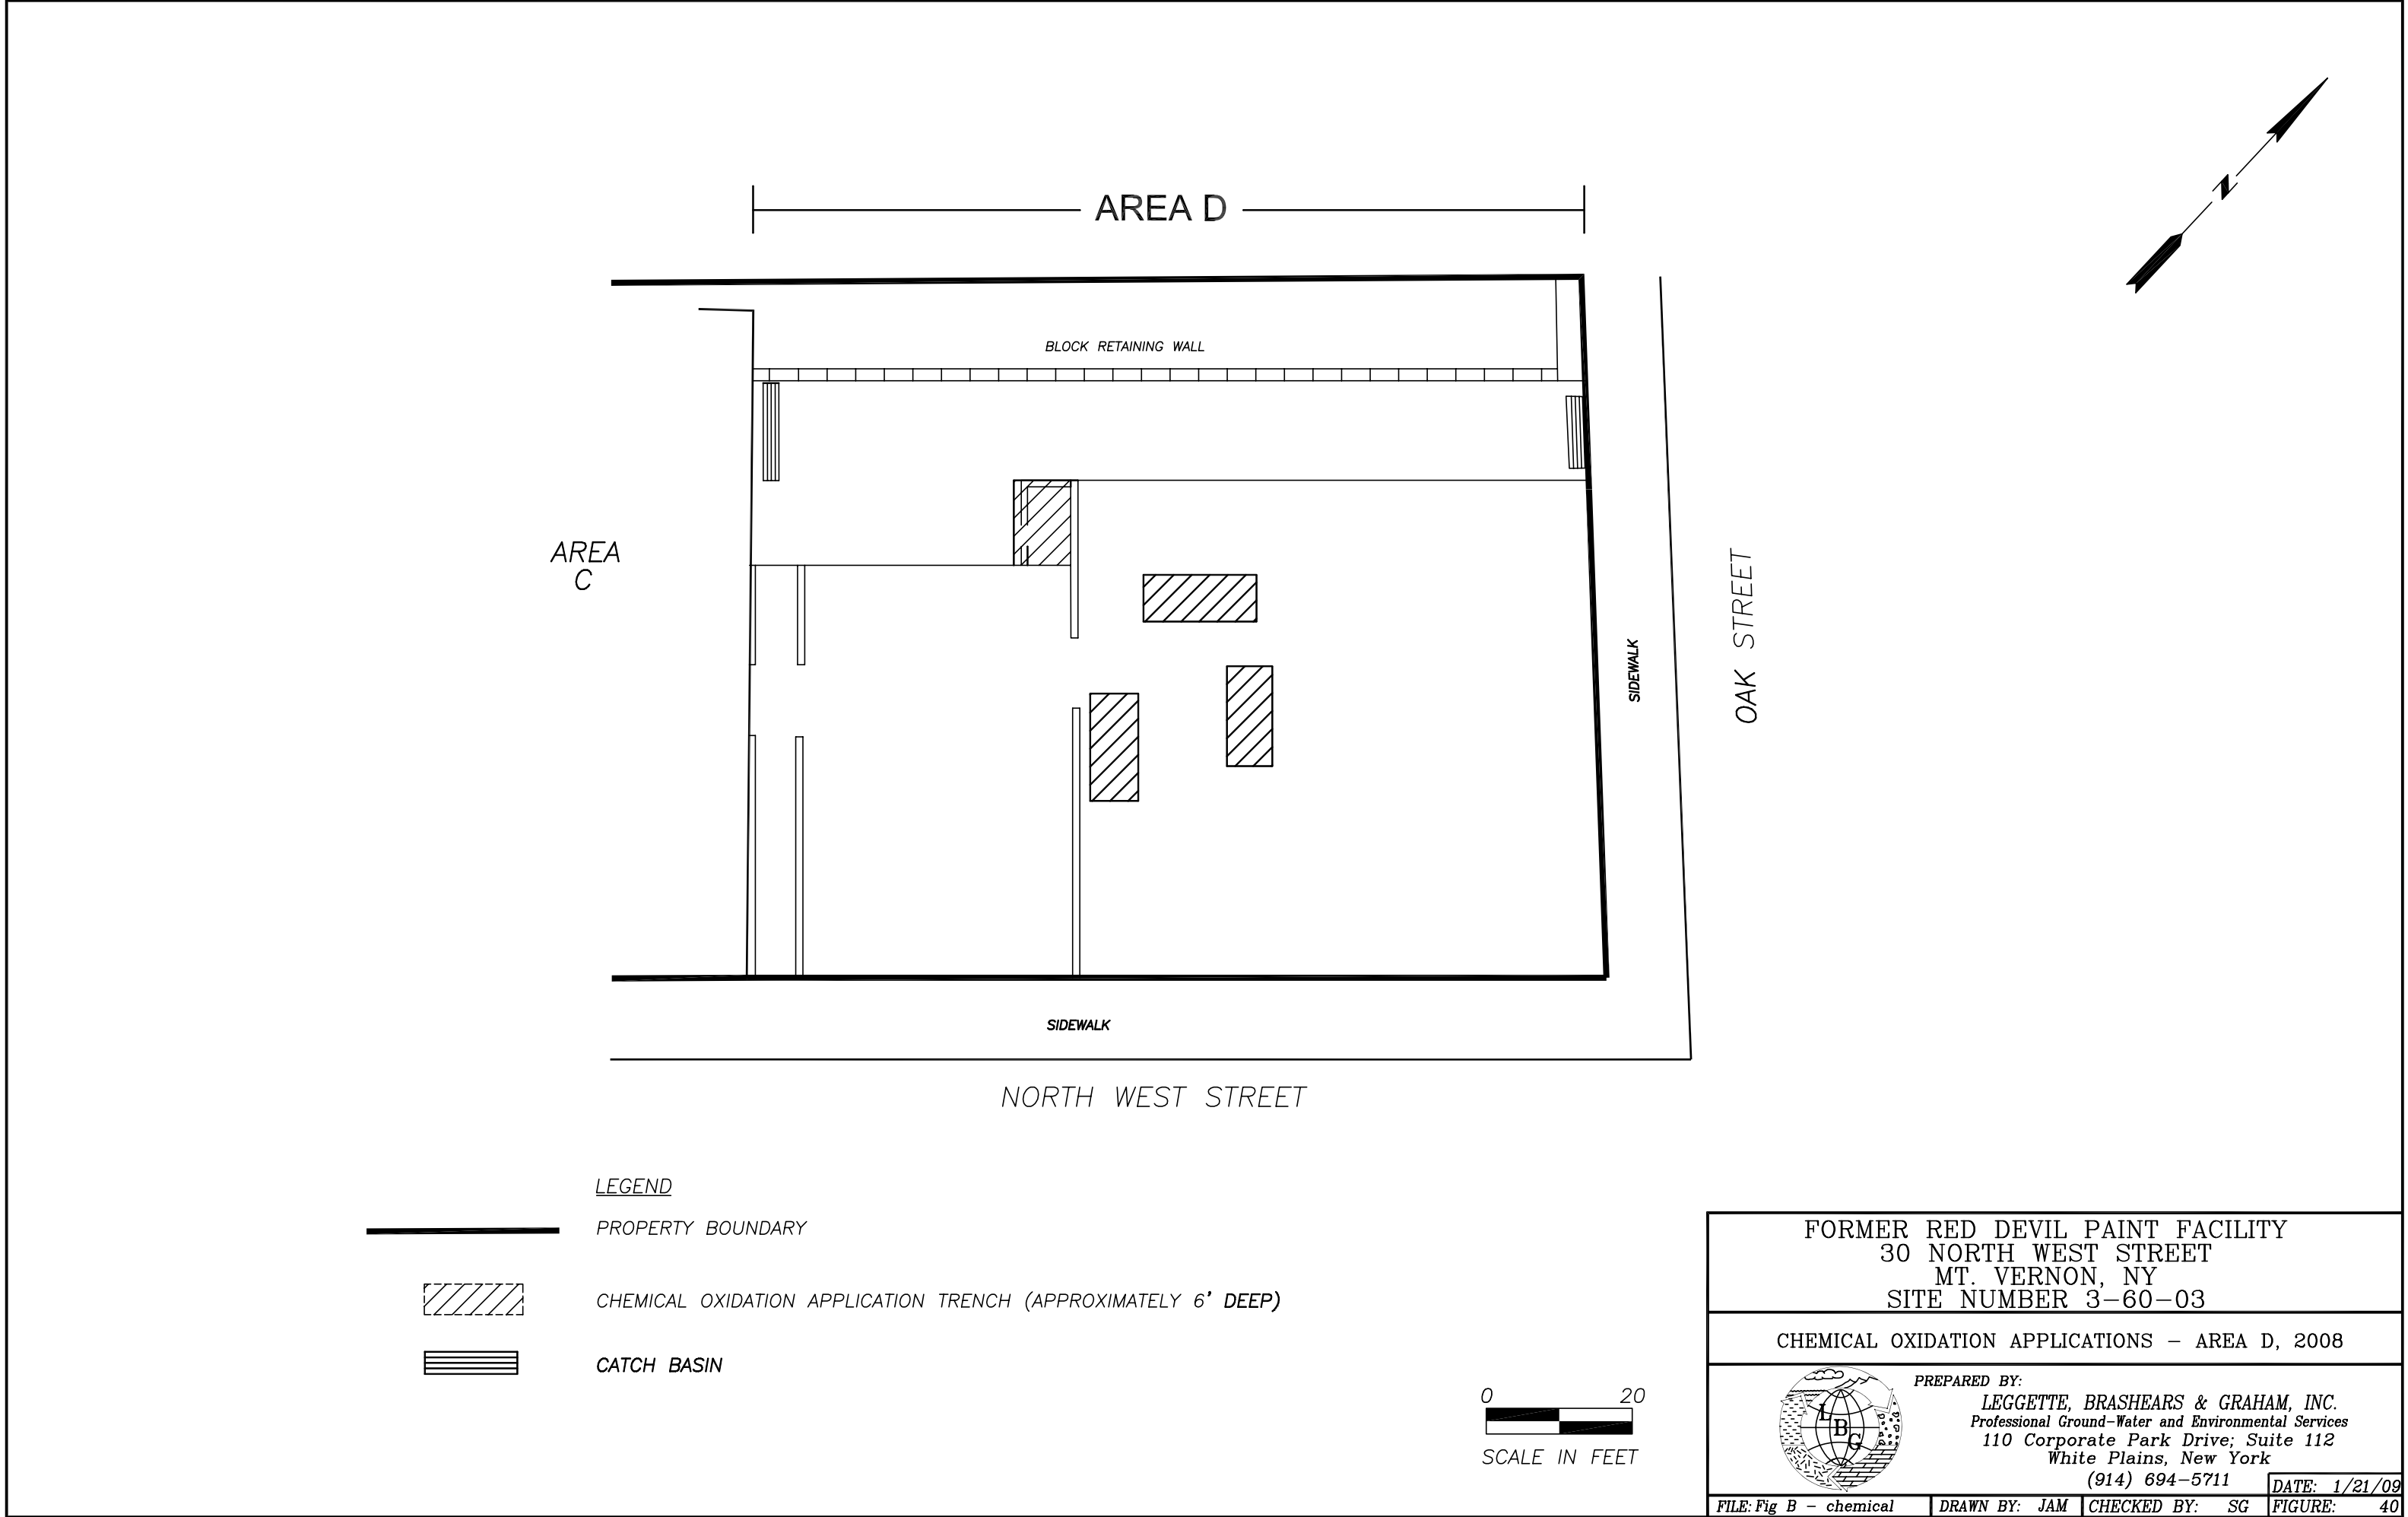 AREA D
N
BLOCK RETAINING WALL
AREA
C
SIDEWALK
OAK STREET
SIDEWALK
NORTH WEST STREET
LEGEND
PROPERTY BOUNDARY
CHEMICAL OXIDATION APPLICATION TRENCH (APPROXIMATELY 6' DEEP)
CATCH BASIN
0 20
SCALE IN FEET
FORMER RED DEVIL PAINT FACILITY
30 NORTH WEST STREET
MT. VERNON, NY
SITE NUMBER 3-60-03
CHEMICAL OXIDATION APPLICATIONS - AREA D, 2008
L
B
G
PREPARED BY:
LEGGETTE, BRASHEARS & GRAHAM, INC.
Professional Ground-Water and Environmental Services
110 Corporate Park Drive; Suite 112
White Plains, New York
(914) 694-5711
DATE: 1/21/09
FILE: Fig B - chemical DRAWN BY: JAM CHECKED BY: SG FIGURE: 40